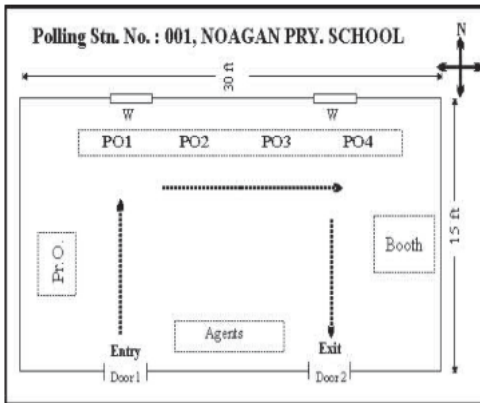 Polling Stn. No. : 001, NOAGAN PRY. SCHOOL
N
30 ft
W W
PO1 PO2 PO3 PO4
15 ft
Pr.O.
Booth
Agents
Entry Exit
Door 1 Door 2